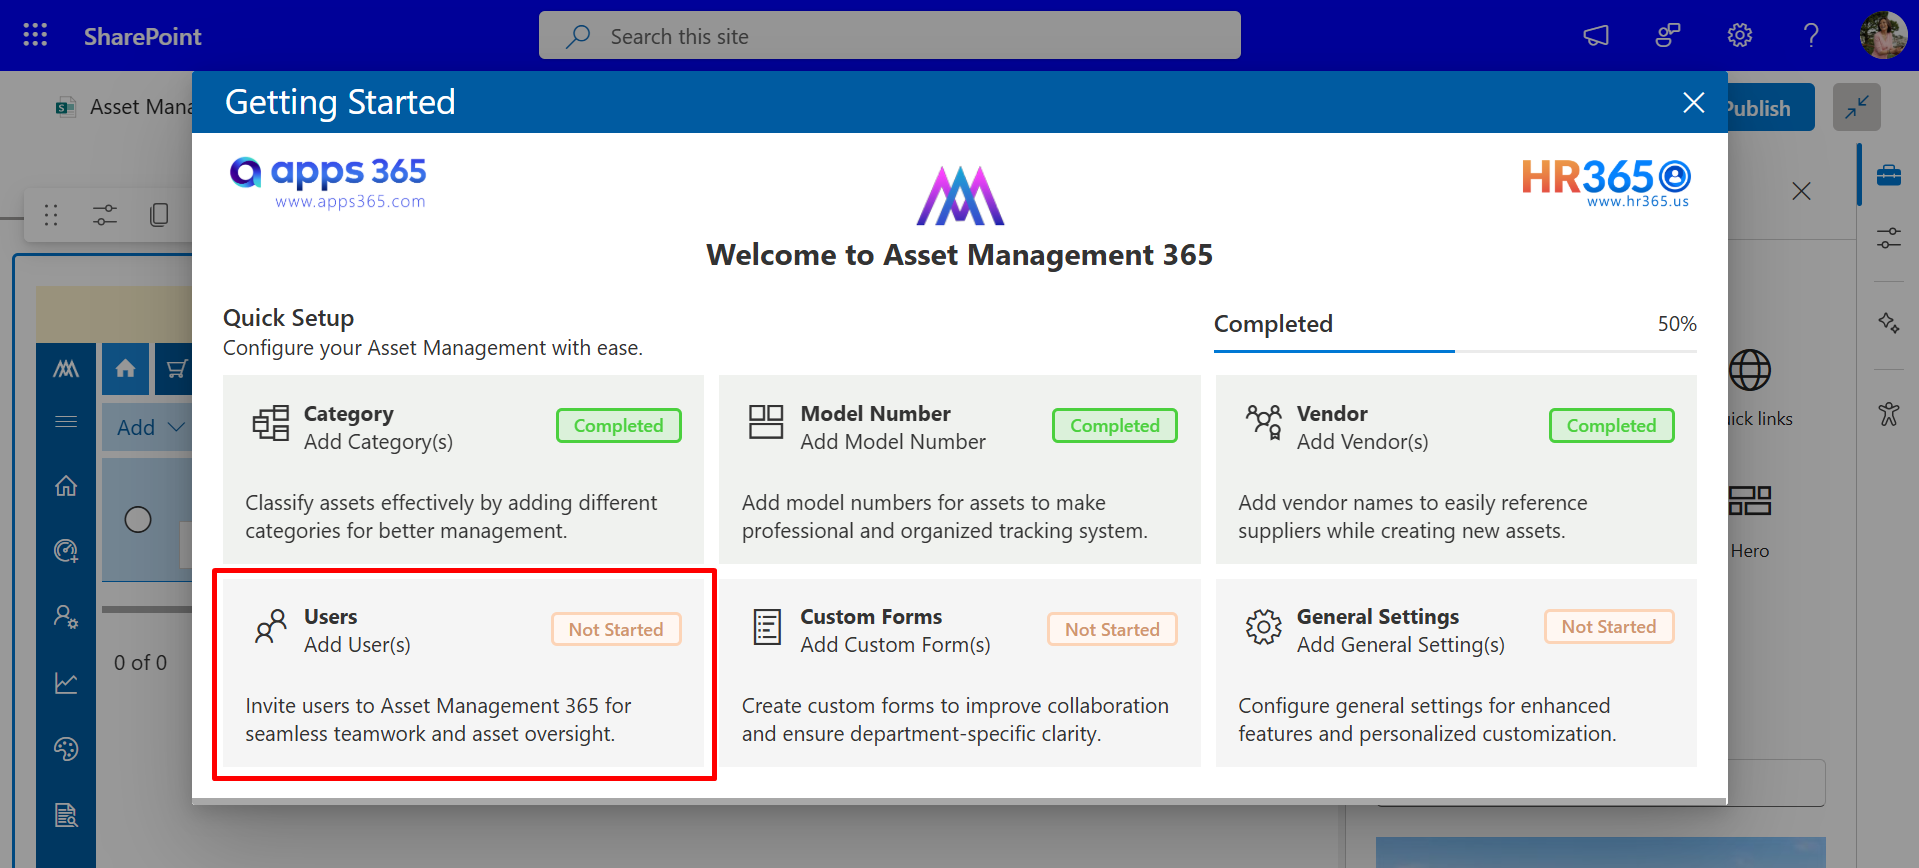 SharePoint
Search this site
Asset Mana
Publish
Getting Started
apps 365
www.apps365.com
HR365
www.hr365.us
Welcome to Asset Management 365
Quick Setup
Configure your Asset Management with ease.
Completed
50%
Category
Add Category(s)
Completed
Classify assets effectively by adding different
categories for better management.
Model Number
Add Model Number
Completed
Add model numbers for assets to make
professional and organized tracking system.
Vendor
Add Vendor(s)
Completed
Add vendor names to easily reference
suppliers while creating new assets.
Users
Add User(s)
Not Started
Invite users to Asset Management 365 for
seamless teamwork and asset oversight.
Custom Forms
Add Custom Form(s)
Not Started
Create custom forms to improve collaboration
and ensure department-specific clarity.
General Settings
Add General Setting(s)
Not Started
Configure general settings for enhanced
features and personalized customization.
Add
0 of 0
uick links
Hero